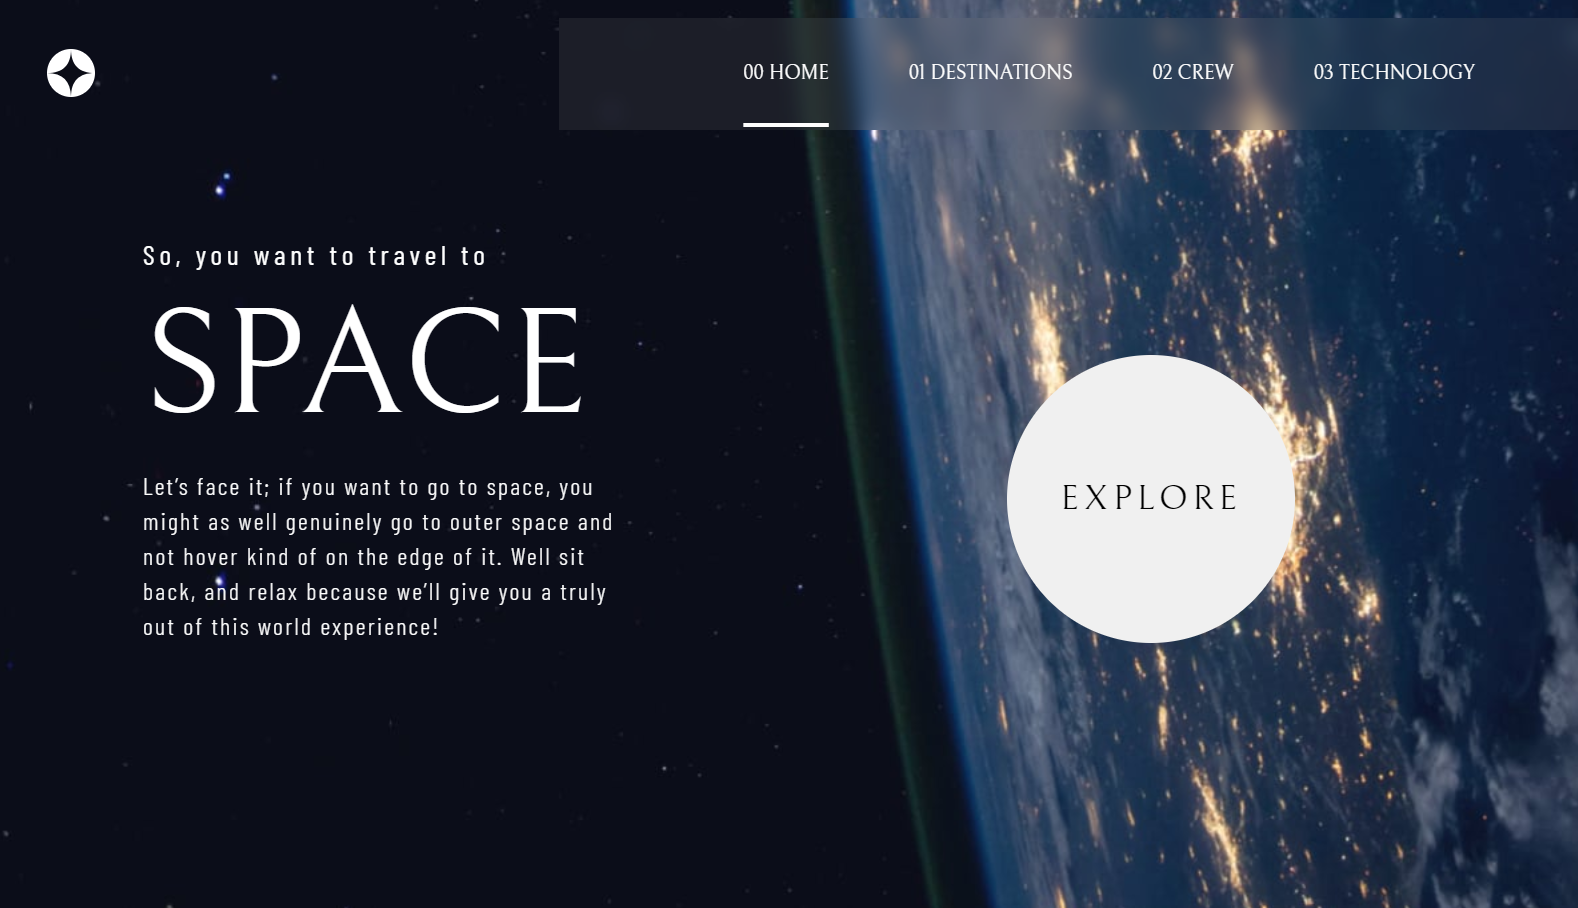 00 HOME 01 DESTINATIONS 02 CREW 03 TECHNOLOGY
So, you want to travel to
SPACE
Let’s face it; if you want to go to space, you
might as well genuinely go to outer space and
not hover kind of on the edge of it. Well sit
back, and relax because we’ll give you a truly
out of this world experience!
EXPLORE